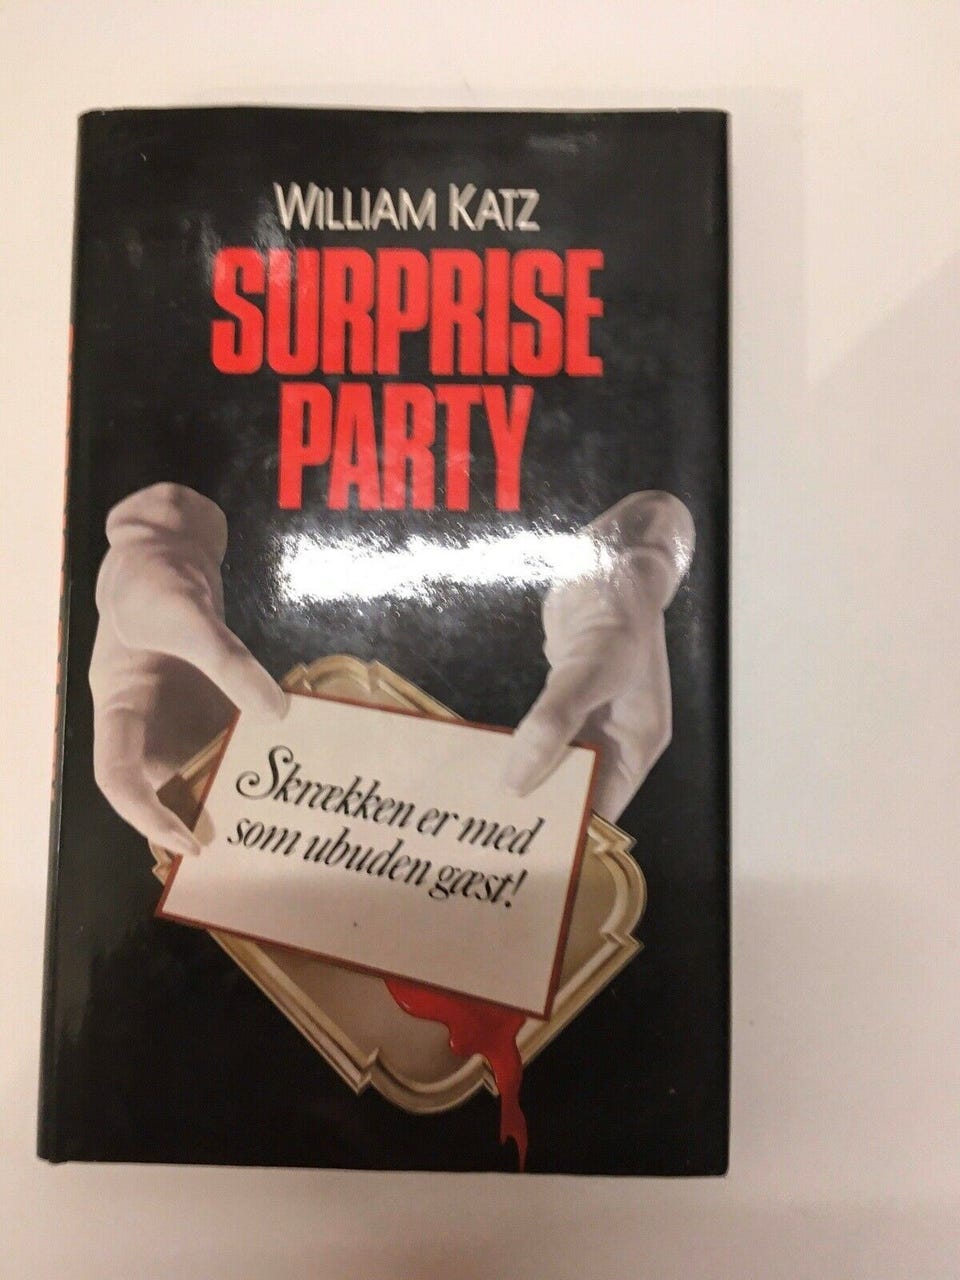 WILLIAM KATZ
SURPRISE
PARTY
Skrækken er med
som ubuden gæst!